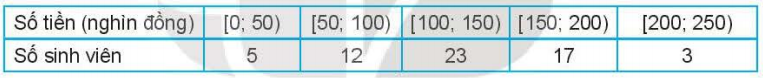 Số tiền (nghìn đồng) [0; 50) [50; 100) [100; 150) [150; 200) [200; 250)
Số sinh viên 5 12 23 17 3